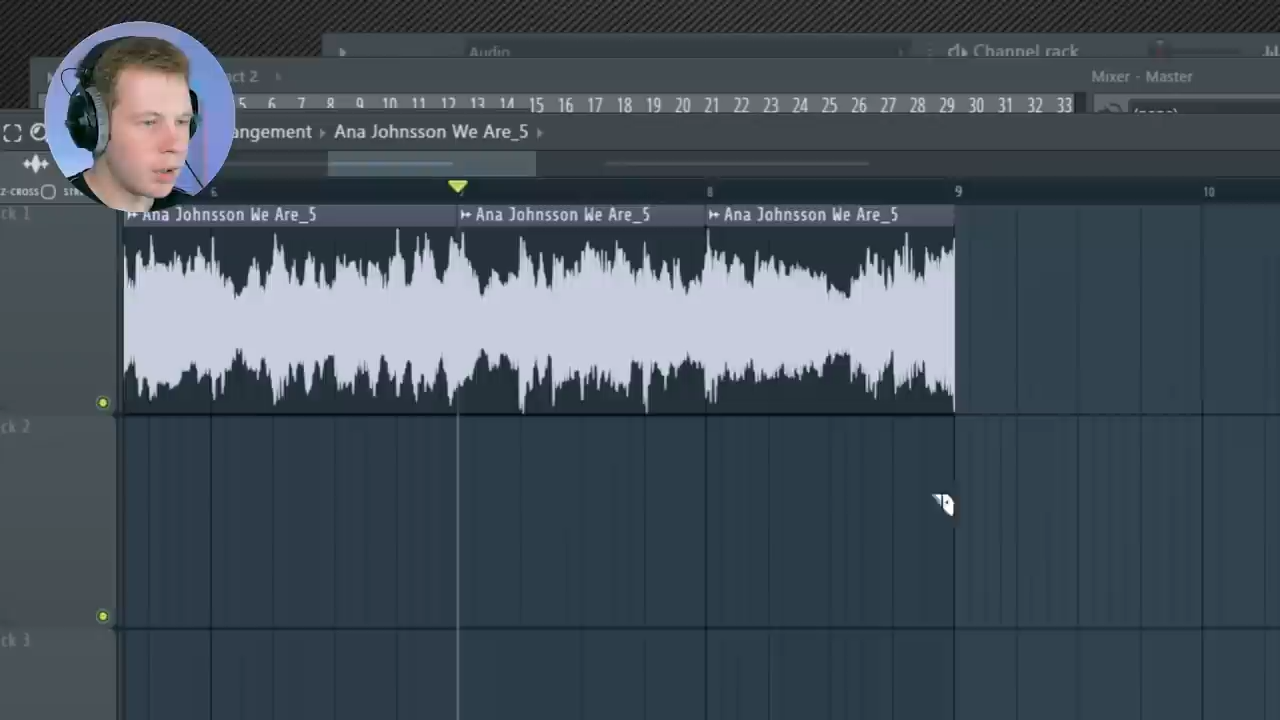 Audio
Channel rack
act 2
Mixer - Master
5 6 7 8 9 10 11 12 13 14 15 16 17 18 19 20 21 22 23 24 25 26 27 28 29 30 31 32 33
(none)
angement Ana Johnsson We Are_5
Z-CROSS
6 8 9 10
ck 1
Ana Johnsson We Are_5 Ana Johnsson We Are_5 Ana Johnsson We Are_5
ck 2
ck 3